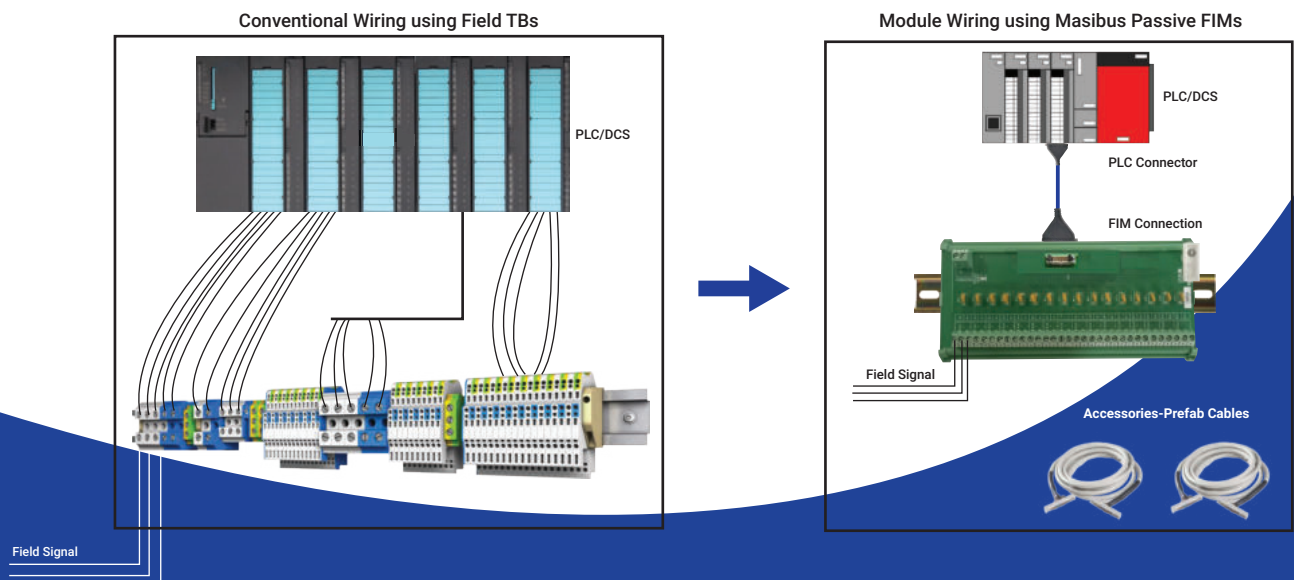 Conventional Wiring using Field TBs
PLC/DCS
Field Signal
Module Wiring using Masibus Passive FIMs
PLC/DCS
PLC Connector
FIM Connection
Field Signal
Accessories-Prefab Cables